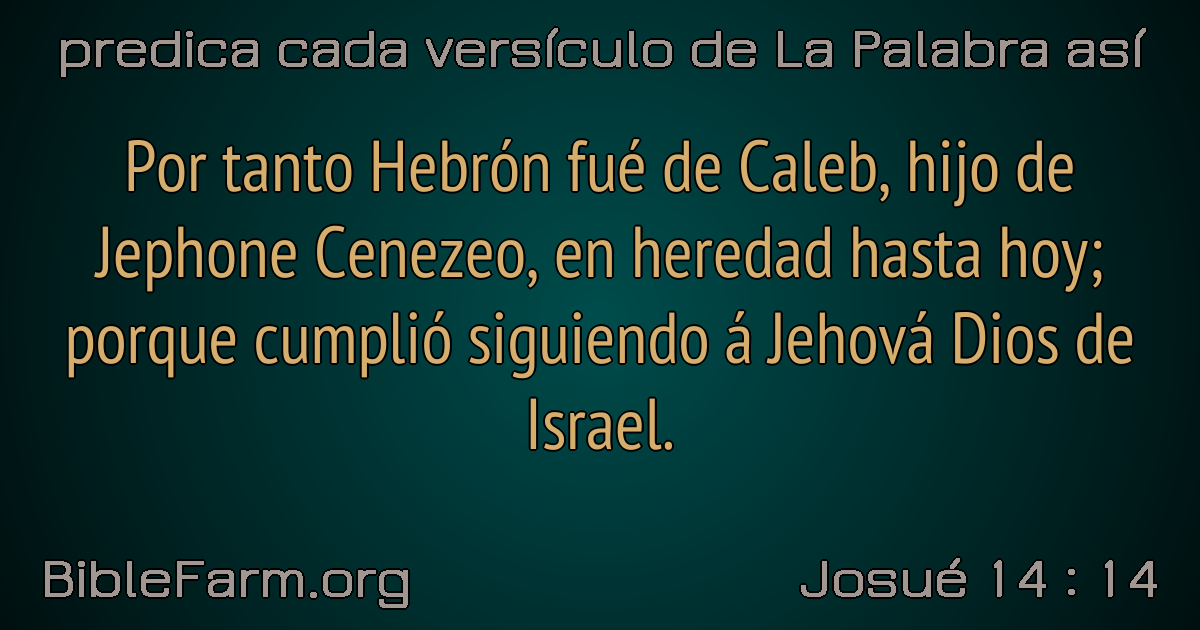 predica cada versículo de La Palabra así
Por tanto Hebrón fué de Caleb, hijo de
Jephone Cenezeo, en heredad hasta hoy;
porque cumplió siguiendo á Jehová Dios de
Israel.
BibleFarm.org
Josué 14 : 14